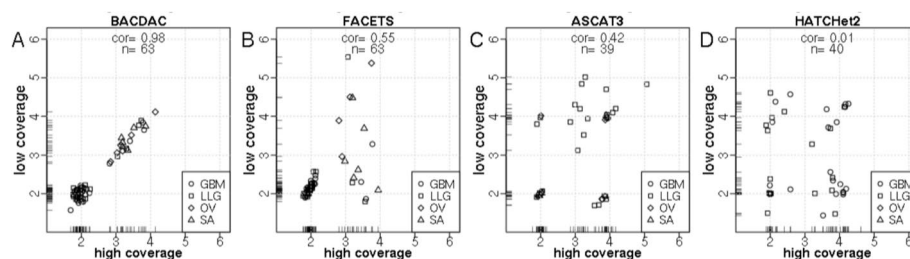 A BACDAC
cor= 0.98
n= 63
low coverage
6
5
4
3
2
GBM
LLG
OV
SA
2 3 4 5 6
high coverage
B FACETS
cor= 0.55
n= 63
low coverage
6
5
4
3
2
GBM
LLG
OV
SA
2 3 4 5 6
high coverage
C ASCAT3
cor= 0.42
n= 39
low coverage
6
5
4
3
2
GBM
LLG
OV
SA
2 3 4 5 6
high coverage
D HATCHet2
cor= 0.01
n= 40
low coverage
6
5
4
3
2
GBM
LLG
OV
SA
2 3 4 5 6
high coverage